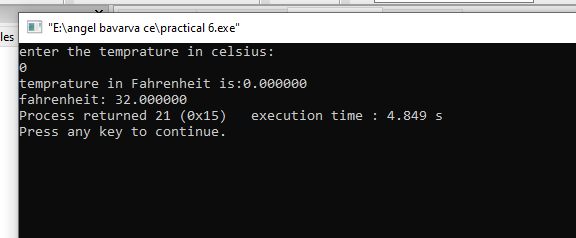 "E:\angel bavarva ce\practical 6.exe"
les
enter the temprature in celsius:
0
temprature in Fahrenheit is:0.000000
fahrenheit: 32.000000
Process returned 21 (0x15)   execution time : 4.849 s
Press any key to continue.